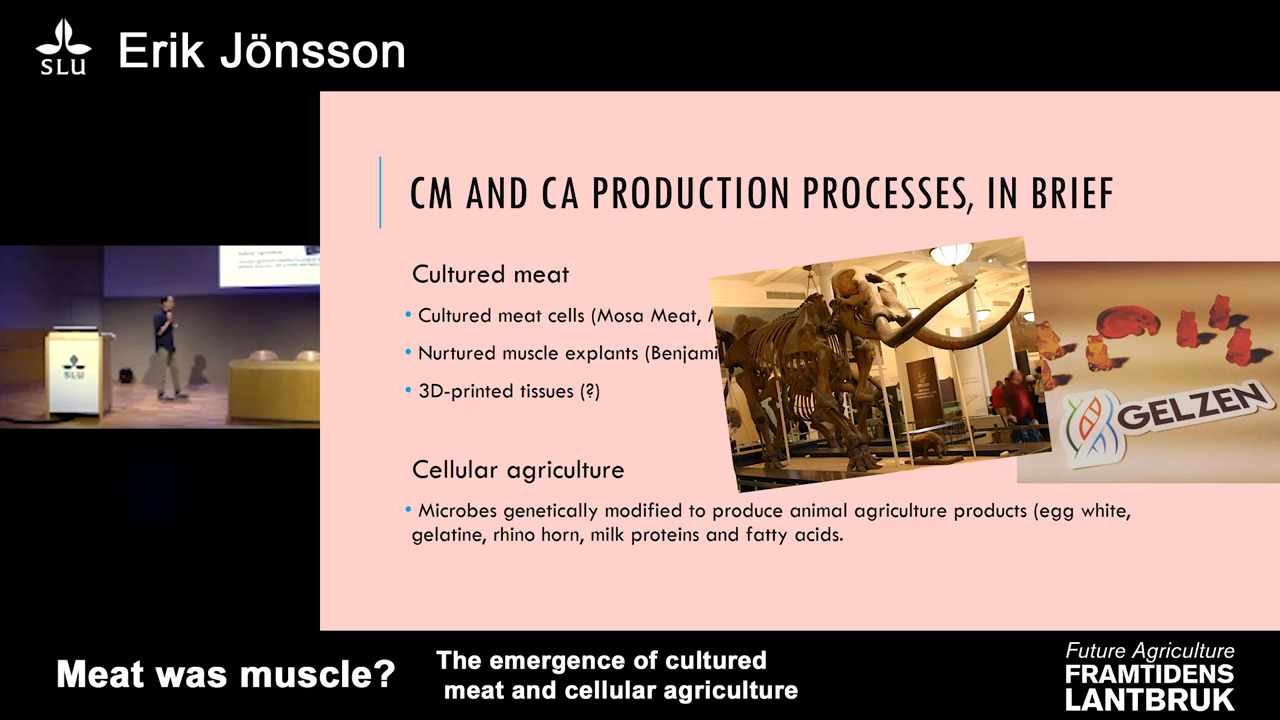 SLU
Erik Jönsson
CM AND CA PRODUCTION PROCESSES, IN BRIEF
Cultured meat
• Cultured meat cells (Mosa Meat,
• Nurtured muscle explants (Benjami
• 3D-printed tissues (?)
GELZEN
Cellular agriculture
• Microbes genetically modified to produce animal agriculture products (egg white,
gelatine, rhino horn, milk proteins and fatty acids.
SLU
Meat was muscle?
The emergence of cultured
meat and cellular agriculture
Future Agriculture
FRAMTIDENS
LANTBRUK